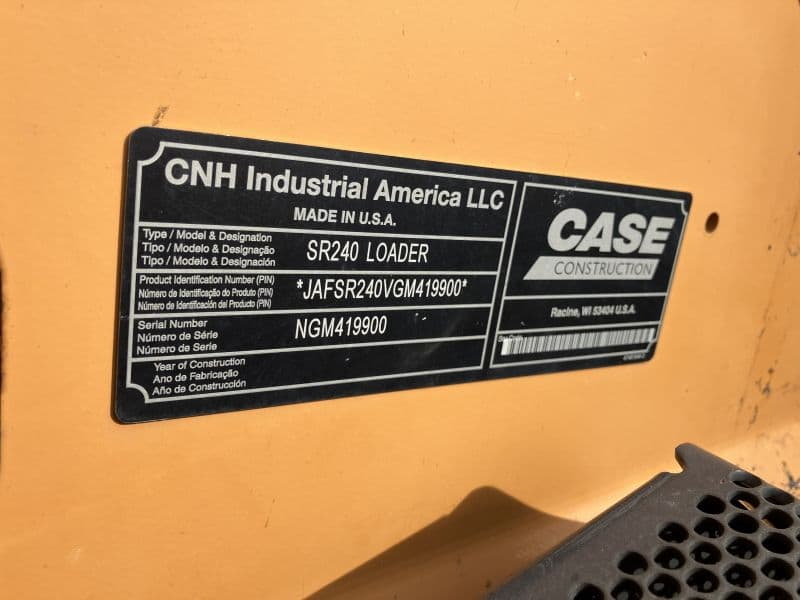 CNH Industrial America LLC
MADE IN U.S.A.
Type / Model & Designation
Tipo / Modelo & Designação
Tipo / Modelo & Designación
SR240 LOADER
Product Identification Number (PIN)
Número de Identificação do Produto (PIN)
Número de Identificación del Producto (PIN)
*JAFSR240VGM419900*
Serial Number
Número de Série
Número de Serie
NGM419900
Year of Construction
Ano de Fabricação
Año de Construcción
CASE
CONSTRUCTION
Racine, WI 53404 U.S.A.